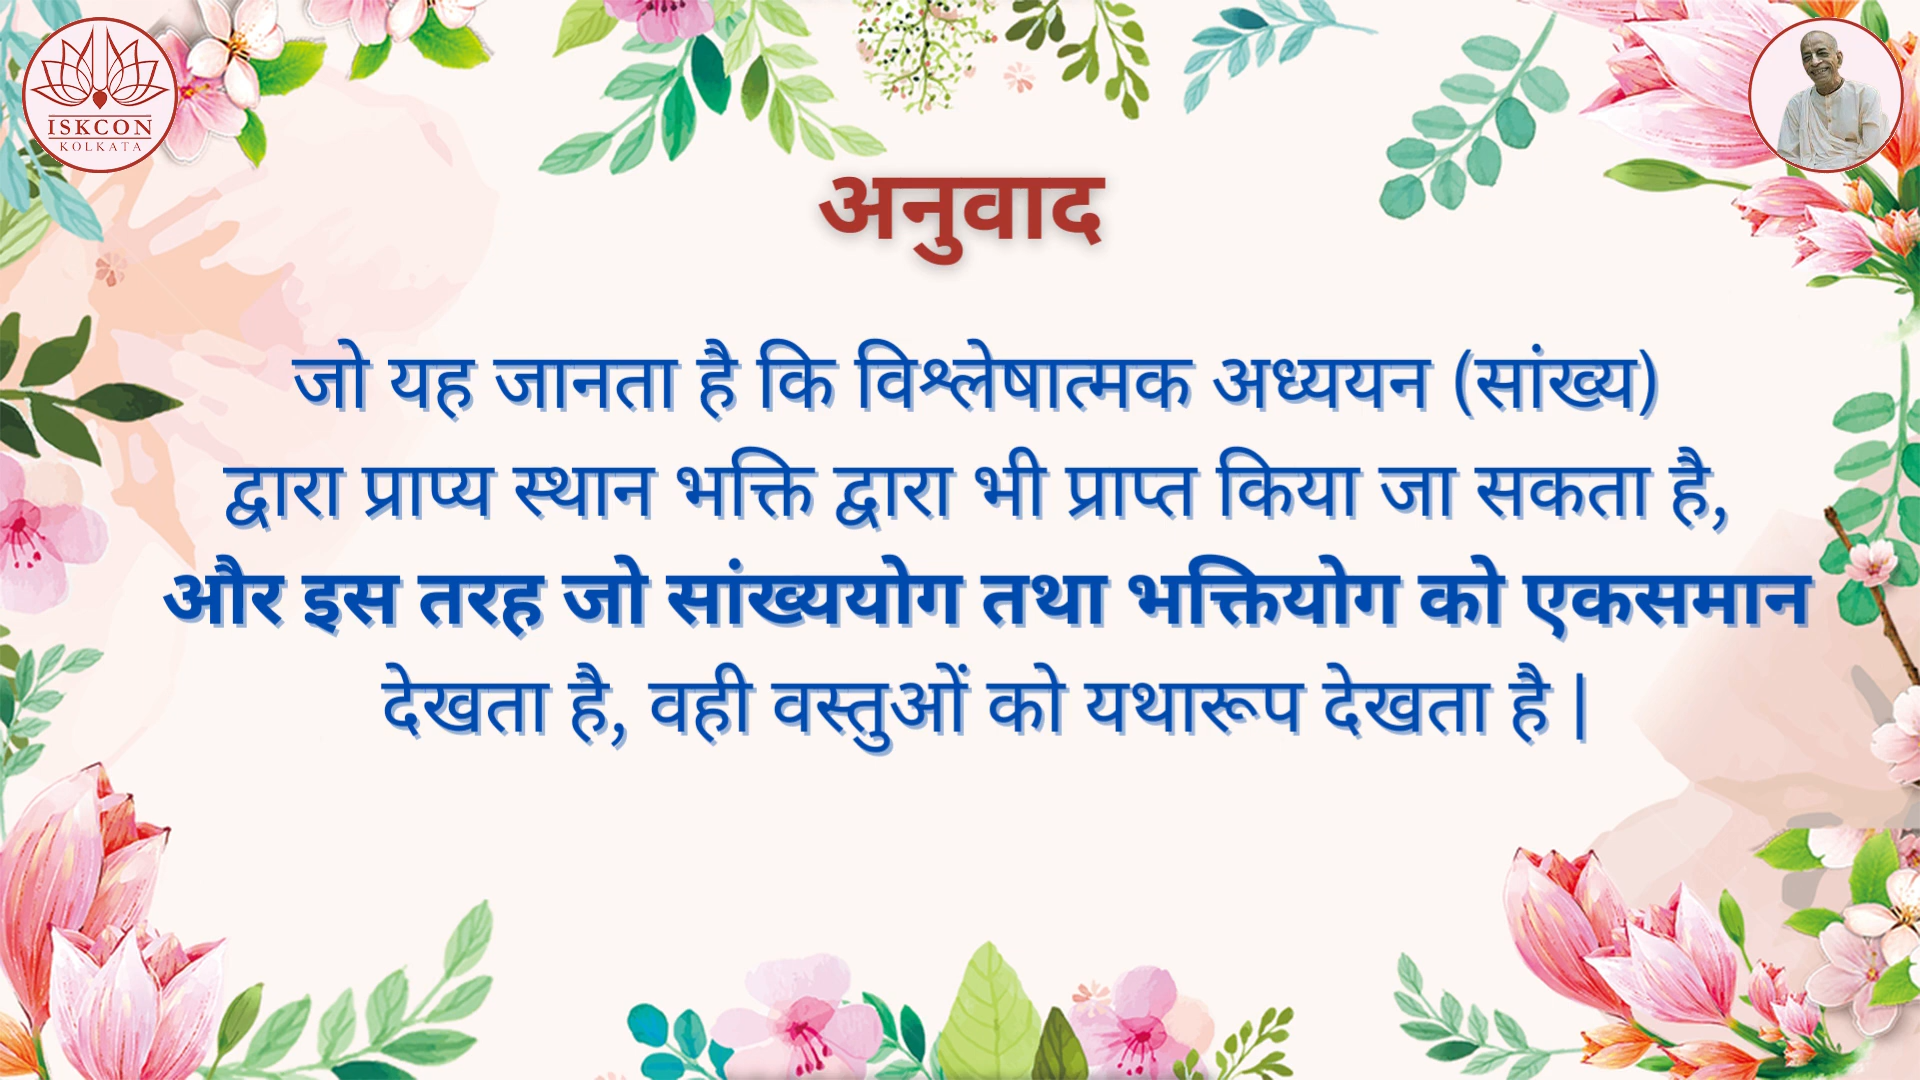 ISKCON
KOLKATA
अनुवाद
जो यह जानता है कि विश्लेषात्मक अध्ययन (सांख्य)
द्वारा प्राप्य स्थान भक्ति द्वारा भी प्राप्त किया जा सकता है,
और इस तरह जो सांख्ययोग तथा भक्तियोग को एकसमान
देखता है, वही वस्तुओं को यथारूप देखता है |